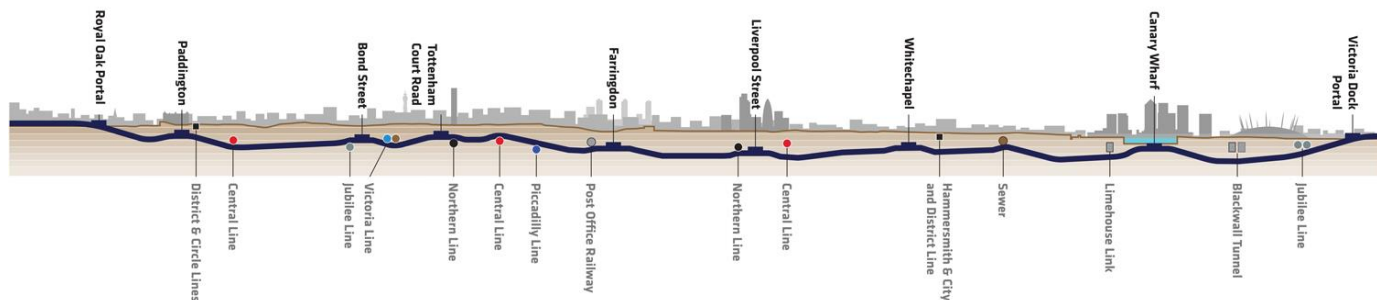 Royal Oak Portal
Paddington
Bond Street
Tottenham
Court Road
Farringdon
Liverpool Street
Whitechapel
Canary Wharf
Victoria Dock
Portal
District & Circle Lines
Central Line
Jubilee Line
Victoria Line
Northern Line
Central Line
Piccadilly Line
Post Office Railway
Northern Line
Central Line
Hammersmith & City
and District Line
Sewer
Limehouse Link
Blackwall Tunnel
Jubilee Line